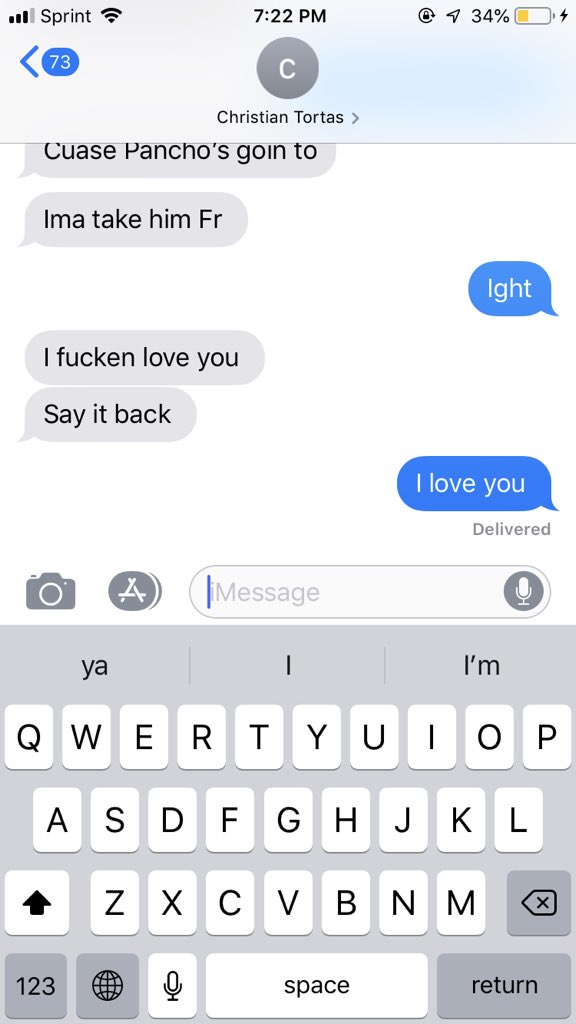 Sprint 7:22 PM 34%
73
C
Christian Tortas
Cuase Pancho's goin to
Ima take him Fr
Ight
I fucken love you
Say it back
I love you
Delivered
iMessage
ya I I'm
Q W E R T Y U I O P
A S D F G H J K L
Z X C V B N M
123 space return